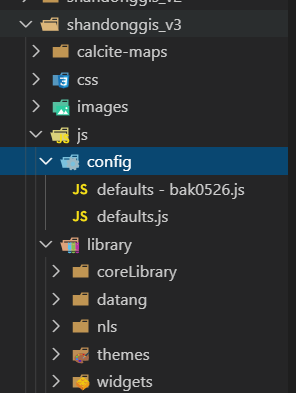 shandonggis_v3
calcite-maps
css
images
js
config
JS defaults - bak0526.js
JS defaults.js
library
coreLibrary
datang
nls
themes
widgets